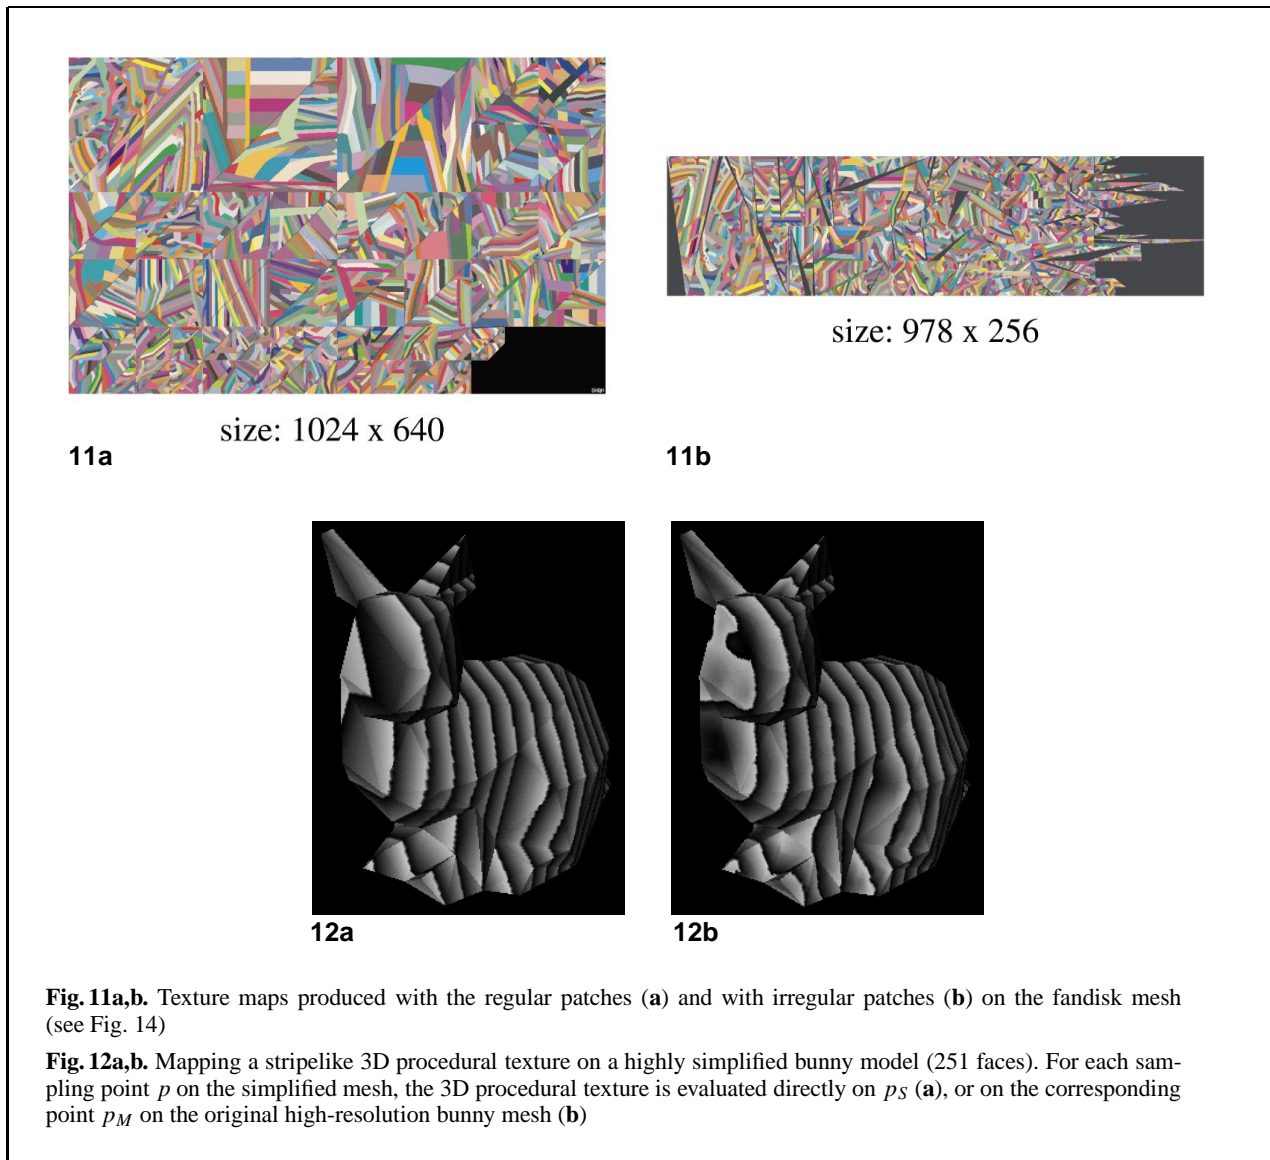 size: 1024 x 640
11a
size: 978 x 256
11b
12a
12b
Fig. 11a,b. Texture maps produced with the regular patches (a) and with irregular patches (b) on the fandisk mesh
(see Fig. 14)
Fig. 12a,b. Mapping a stripelike 3D procedural texture on a highly simplified bunny model (251 faces). For each sam-
pling point p on the simplified mesh, the 3D procedural texture is evaluated directly on pS (a), or on the corresponding
point pM on the original high-resolution bunny mesh (b)